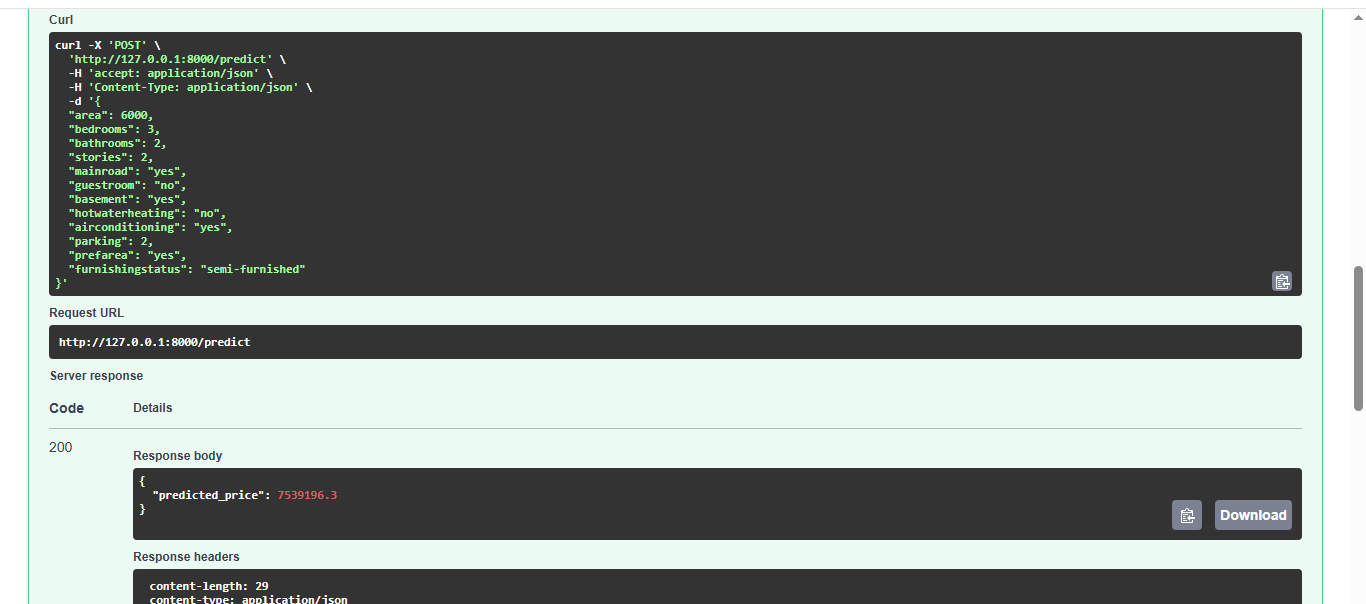 Curl
curl -X 'POST' \
  'http://127.0.0.1:8000/predict' \
  -H 'accept: application/json' \
  -H 'Content-Type: application/json' \
  -d '{
  "area": 6000,
  "bedrooms": 3,
  "bathrooms": 2,
  "stories": 2,
  "mainroad": "yes",
  "guestroom": "no",
  "basement": "yes",
  "hotwaterheating": "no",
  "airconditioning": "yes",
  "parking": 2,
  "prefarea": "yes",
  "furnishingstatus": "semi-furnished"
}'
Request URL
http://127.0.0.1:8000/predict
Server response
Code Details
200
Response body
{
  "predicted_price": 7539196.3
}
Download
Response headers
content-length: 29
content-type: application/json